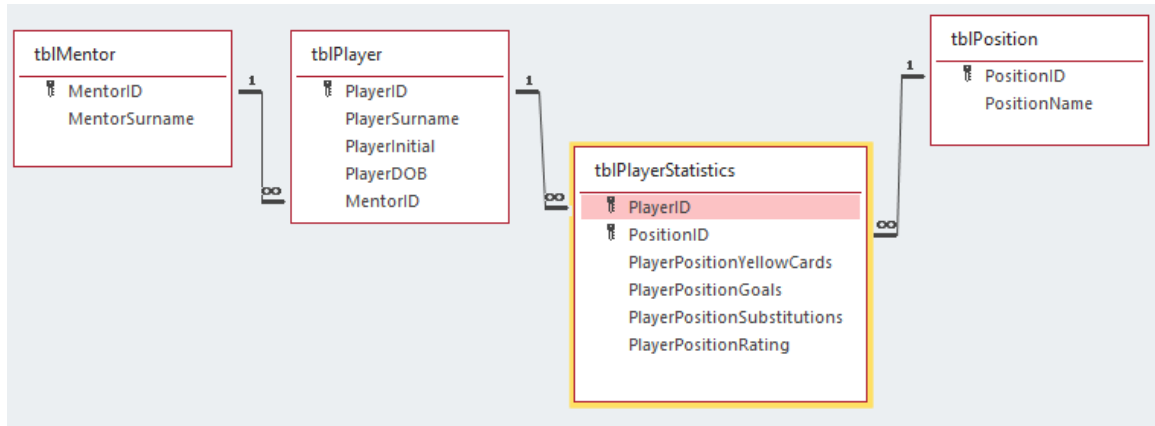 tblMentor
MentorID
MentorSurname
1
∞
tblPlayer
PlayerID
PlayerSurname
PlayerInitial
PlayerDOB
MentorID
1
∞
tblPlayerStatistics
PlayerID
PositionID
PlayerPositionYellowCards
PlayerPositionGoals
PlayerPositionSubstitutions
PlayerPositionRating
∞
1
tblPosition
PositionID
PositionName